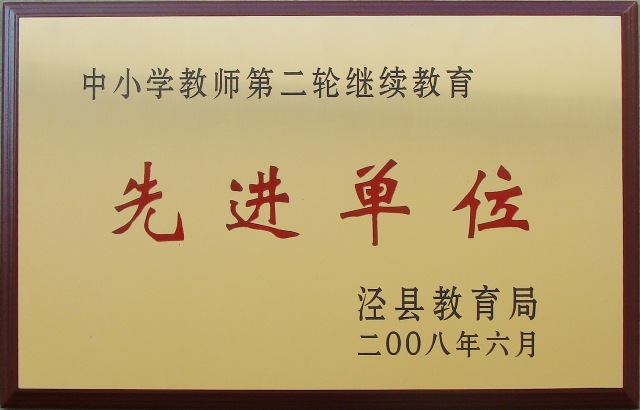 中小学教师第二轮继续教育
先进单位
泾县教育局
二00八年六月